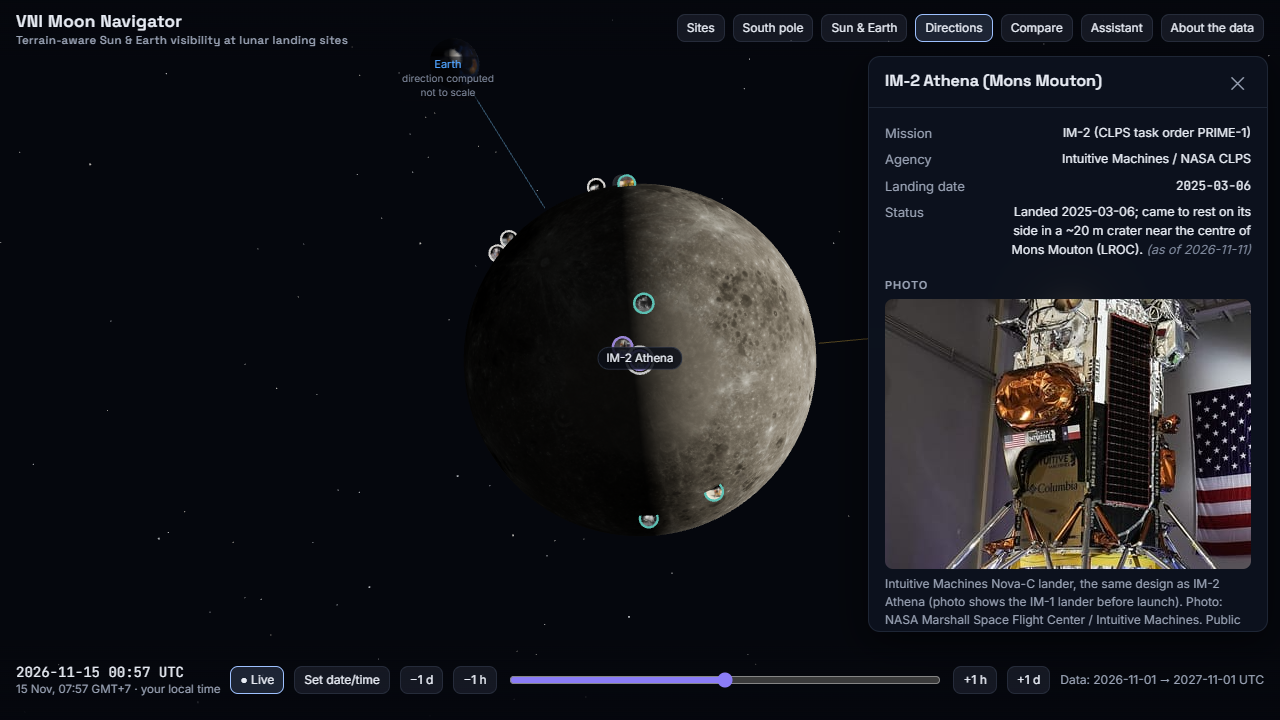 VNI Moon Navigator
Terrain-aware Sun & Earth visibility at lunar landing sites
Sites
South pole
Sun & Earth
Directions
Compare
Assistant
About the data
Earth
direction computed
not to scale
IM-2 Athena
IM-2 Athena (Mons Mouton)
Mission IM-2 (CLPS task order PRIME-1)
Agency Intuitive Machines / NASA CLPS
Landing date 2025-03-06
Status Landed 2025-03-06; came to rest on its
side in a ~20 m crater near the centre of
Mons Mouton (LROC). (as of 2026-11-11)
PHOTO
Columbia
Intuitive Machines Nova-C lander, the same design as IM-2
Athena (photo shows the IM-1 lander before launch). Photo:
NASA Marshall Space Flight Center / Intuitive Machines. Public
2026-11-15 00:57 UTC
15 Nov, 07:57 GMT+7 · your local time
● Live
Set date/time
−1 d
−1 h
+1 h
+1 d
Data: 2026-11-01 → 2027-11-01 UTC